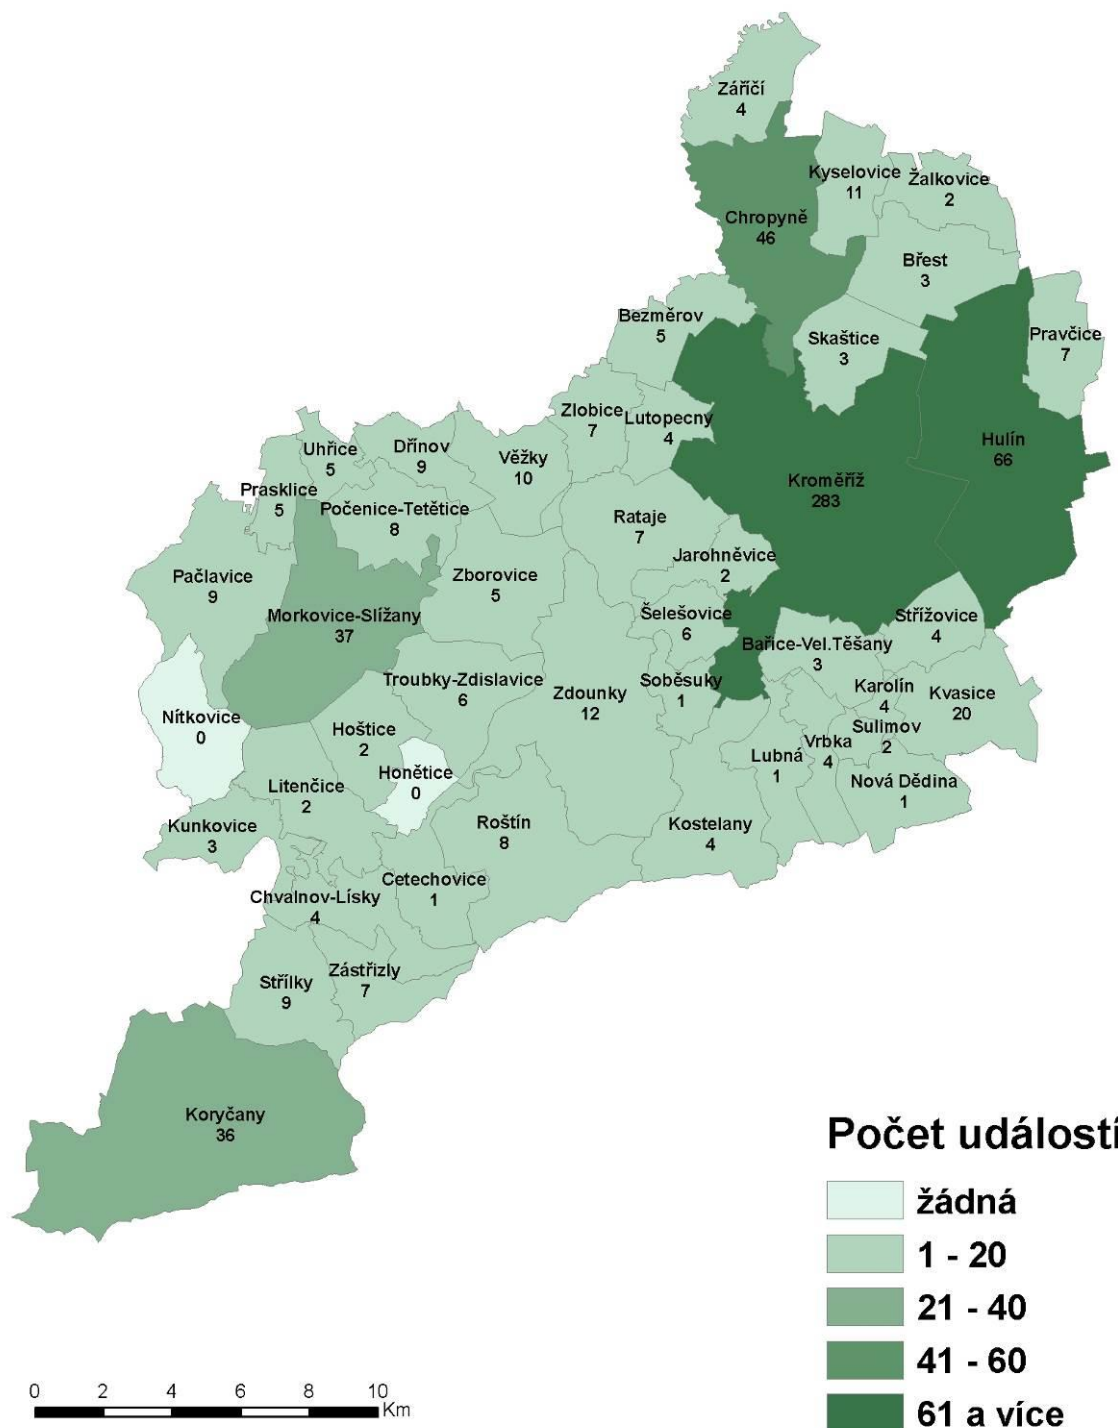 Záříčí
4
Kyselovice
11
Žalkovice
2
Chropyně
46
Břest
3
Bezměrov
5
Skaštice
3
Pravčice
7
Zlobice
7
Lutopecny
4
Hulín
66
Uhřice
5
Dřínov
9
Věžky
10
Kroměříž
283
Prasklice
5
Počenice-Tetětice
8
Rataje
7
Jarohněvice
2
Pačlavice
9
Zborovice
5
Morkovice-Slížany
37
Šelešovice
6
Střížovice
4
Bařice-Vel.Těšany
3
Troubky-Zdislavice
6
Zdounky
12
Soběsuky
1
Karolín
4
Kvasice
20
Nítkovice
0
Hoštice
2
Sulimov
2
Vrbka
4
Lubná
1
Honětice
0
Nová Dědina
1
Litenčice
2
Kunkovice
3
Roštín
8
Kostelany
4
Cetechovice
1
Chvalnov-Lísky
4
Zástřizly
7
Střílky
9
Koryčany
36
Počet událostí
žádná
1 - 20
21 - 40
41 - 60
61 a více
0 2 4 6 8 10
Km